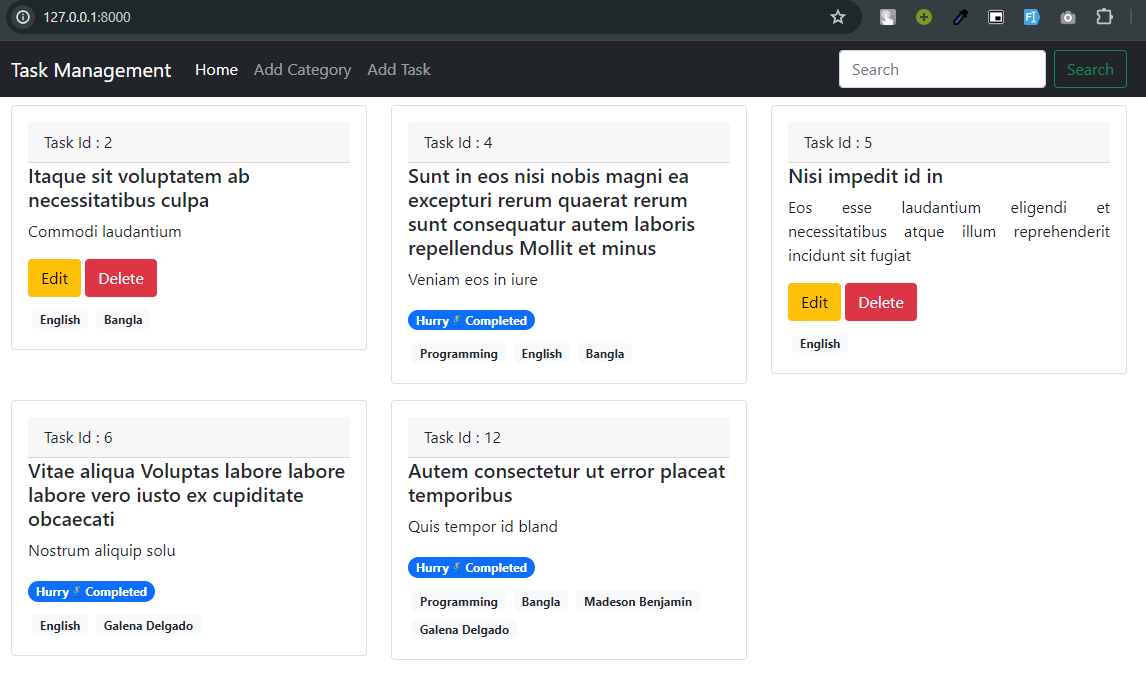 127.0.0.1:8000
Task Management Home Add Category Add Task Search Search
Task Id : 2
Itaque sit voluptatem ab
necessitatibus culpa
Commodi laudantium
Edit Delete
English Bangla
Task Id : 4
Sunt in eos nisi nobis magni ea
excepturi rerum quaerat rerum
sunt consequatur autem laboris
repellendus Mollit et minus
Veniam eos in iure
Hurry Completed
Programming English Bangla
Task Id : 5
Nisi impedit id in
Eos esse laudantium eligendi et
necessitatibus atque illum reprehenderit
incidunt sit fugiat
Edit Delete
English
Task Id : 6
Vitae aliqua Voluptas labore labore
labore vero iusto ex cupiditate
obcaecati
Nostrum aliquip solu
Hurry Completed
English Galena Delgado
Task Id : 12
Autem consectetur ut error placeat
temporibus
Quis tempor id bland
Hurry Completed
Programming Bangla Madeson Benjamin
Galena Delgado